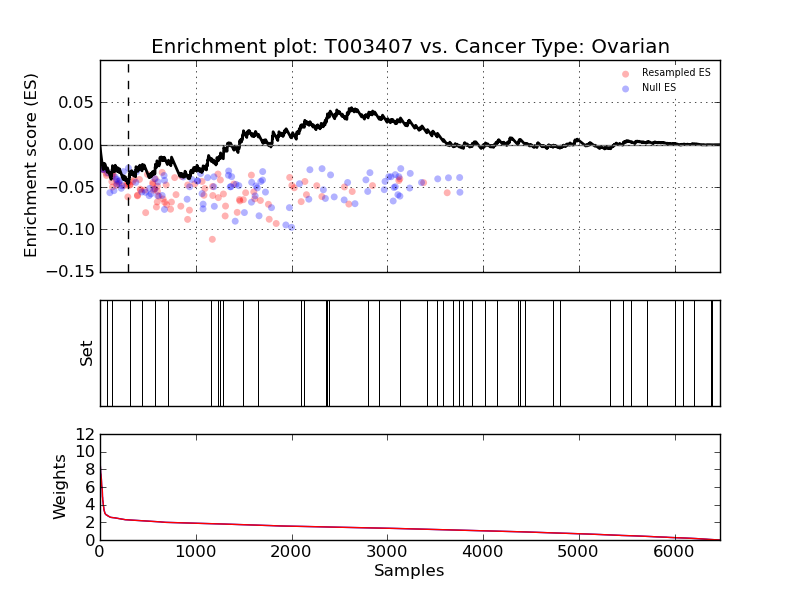 Enrichment plot: T003407 vs. Cancer Type: Ovarian
Enrichment score (ES)
0.05
0.00
−0.05
−0.10
−0.15
Resampled ES
Null ES
Set
Weights
12
10
8
6
4
2
0
0 1000 2000 3000 4000 5000 6000
Samples